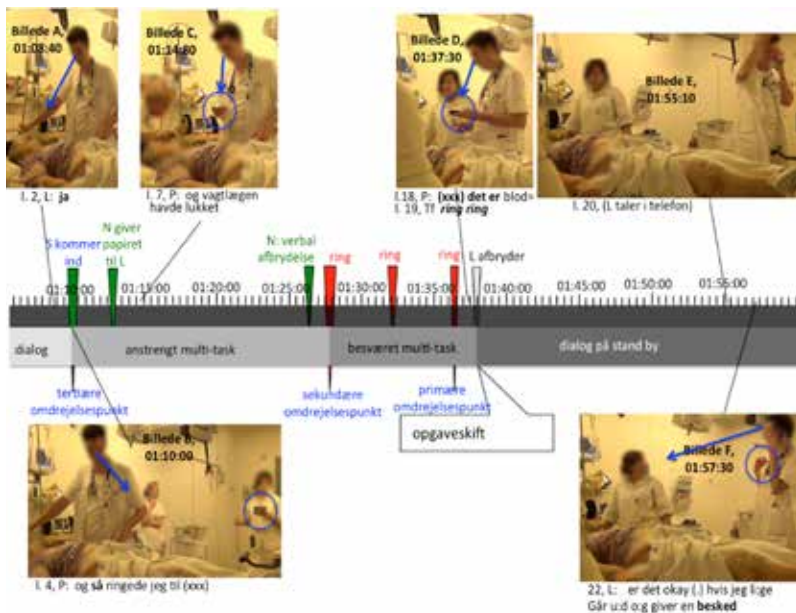 Billede A,
01:08:40
Billede C,
01:14:80
Billede D,
01:37:30
Billede E,
01:55:10
l. 2, L: ja
l. 7, P: og vagtlægen
havde lukket
l.18, P: (xxx) det er blod=
l. 19, Tf ring ring
l. 20, (L taler i telefon)
S kommer
ind
N giver
papiret
til L
N: verbal
afbrydelse
ring
ring
ring
L afbryder
01:10:00
01:15:00
01:20:00
01:25:00
01:30:00
01:35:00
01:40:00
01:45:00
01:50:00
01:55:00
dialog
anstrengt multi-task
besværet multi-task
dialog på stand by
tertiære
omdrejelsespunkt
sekundære
omdrejelsespunkt
primære
omdrejelsespunkt
opgaveskift
Billede B,
01:10:00
Billede F,
01:57:30
l. 4, P: og så ringede jeg til (xxx)
22, L: er det okay (.) hvis jeg li:ge
Går u:d o:g giver en besked